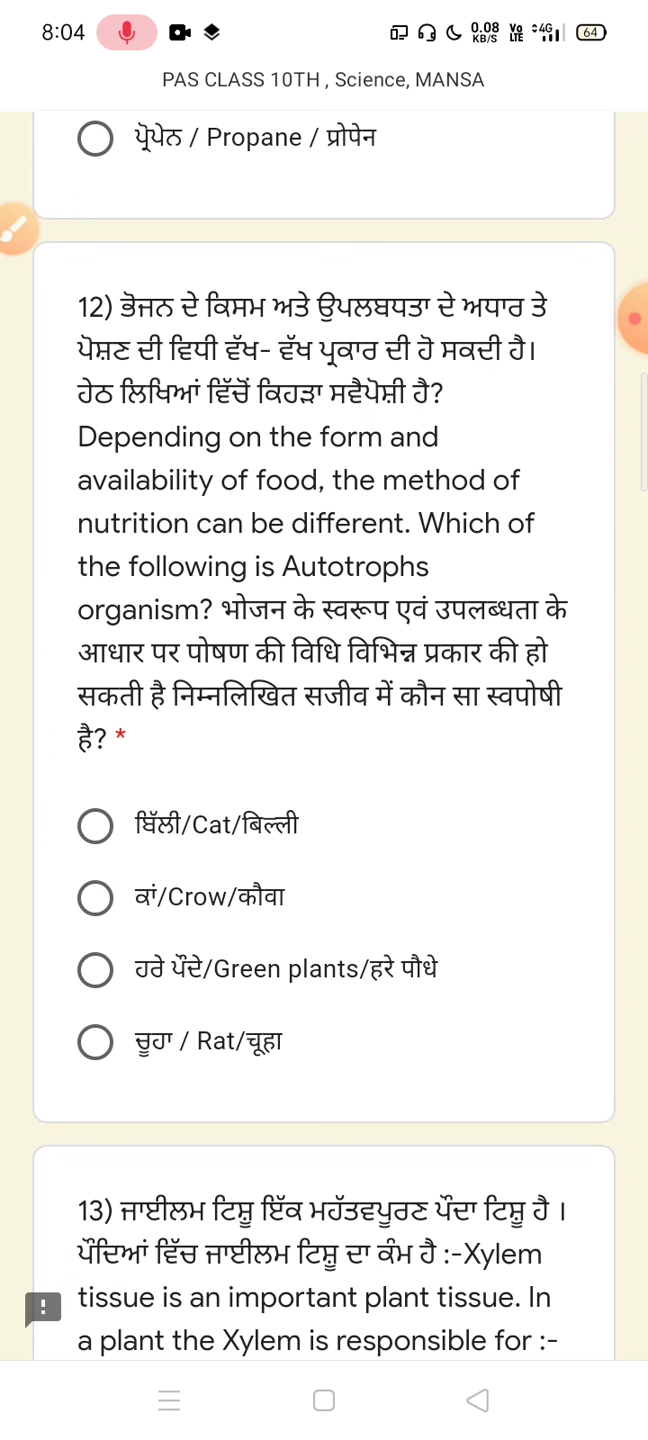 8:04
0.08 KB/S
Vo LTE
4G
64
PAS CLASS 10TH , Science, MANSA
ਪ੍ਰੋਪੇਨ / Propane / प्रोपेन
12) ਭੋਜਨ ਦੇ ਕਿਸਮ ਅਤੇ ਉਪਲਬਧਤਾ ਦੇ ਅਧਾਰ ਤੇ
ਪੋਸ਼ਣ ਦੀ ਵਿਧੀ ਵੱਖ- ਵੱਖ ਪ੍ਰਕਾਰ ਦੀ ਹੋ ਸਕਦੀ ਹੈ।
ਹੇਠ ਲਿਖਿਆਂ ਵਿੱਚੋਂ ਕਿਹੜਾ ਸਵੈਪੋਸ਼ੀ ਹੈ?
Depending on the form and
availability of food, the method of
nutrition can be different. Which of
the following is Autotrophs
organism? भोजन के स्वरूप एवं उपलब्धता के
आधार पर पोषण की विधि विभिन्न प्रकार की हो
सकती है निम्नलिखित सजीव में कौन सा स्वपोषी
है? *
ਬਿੱਲੀ/Cat/बिल्ली
ਕਾਂ/Crow/कौवा
ਹਰੇ ਪੌਦੇ/Green plants/हरे पौधे
ਚੂਹਾ / Rat/चूहा
13) ਜਾਈਲਮ ਟਿਸ਼ੂ ਇੱਕ ਮਹੱਤਵਪੂਰਣ ਪੌਦਾ ਟਿਸ਼ੂ ਹੈ ।
ਪੌਦਿਆਂ ਵਿੱਚ ਜਾਈਲਮ ਟਿਸ਼ੂ ਦਾ ਕੰਮ ਹੈ :-Xylem
tissue is an important plant tissue. In
a plant the Xylem is responsible for :-